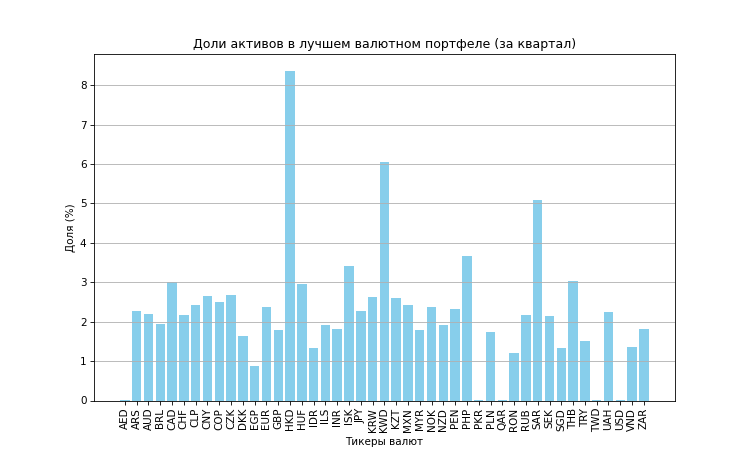 Доли активов в лучшем валютном портфеле (за квартал)
Доля (%)
8
7
6
5
4
3
2
1
0
AED ARS AUD BRL CAD CHF CLP CNY COP CZK DKK EGP EUR GBP HKD HUF IDR ILS INR ISK JPY KRW KWD KZT MXN MYR NOK NZD PEN PHP PKR PLN QAR RON RUB SAR SEK SGD THB TRY TWD UAH USD VND ZAR
Тикеры валют